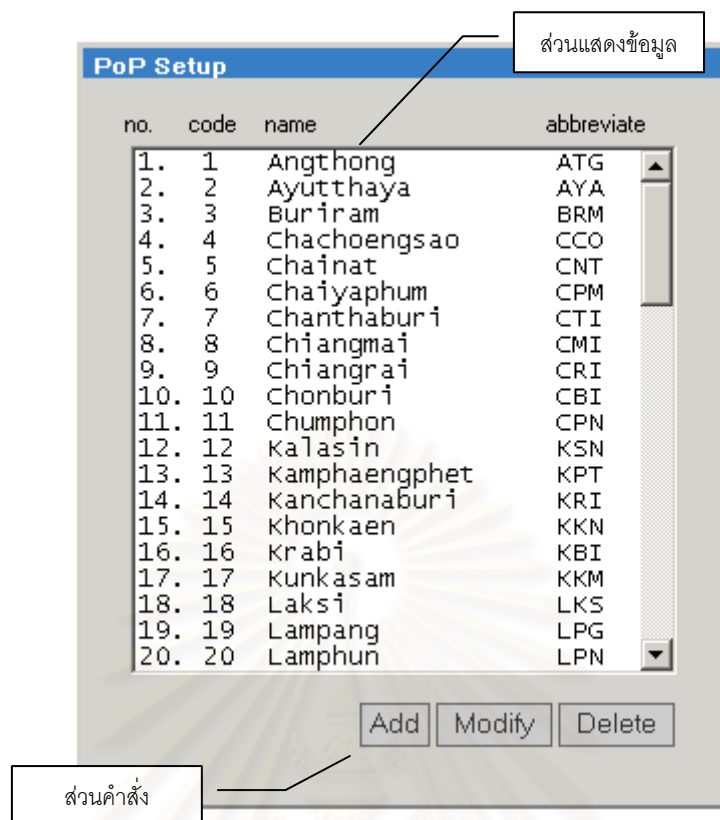 ส่วนแสดงข้อมูล
PoP Setup
no. code name abbreviate
1. 1 Angthong ATG
2. 2 Ayutthaya AYA
3. 3 Buriram BRM
4. 4 Chachoengsao CCO
5. 5 Chainat CNT
6. 6 Chaiyaphum CPM
7. 7 Chanthaburi CTI
8. 8 Chiangmai CMI
9. 9 Chiangrai CRI
10. 10 Chonburi CBI
11. 11 Chumphon CPN
12. 12 Kalasin KSN
13. 13 Kamphaengphet KPT
14. 14 Kanchanaburi KRI
15. 15 Khonkaen KKN
16. 16 Krabi KBI
17. 17 Kunkasam KKM
18. 18 Laksi LKS
19. 19 Lampang LPG
20. 20 Lamphun LPN
Add Modify Delete
ส่วนคำสั่ง